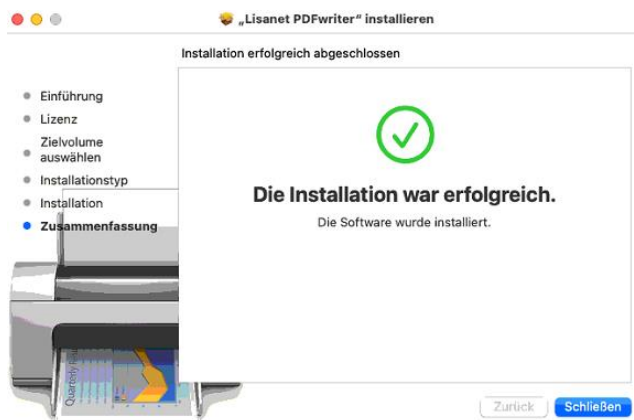 „Lisanet PDFwriter“ installieren
Installation erfolgreich abgeschlossen
Einführung
Lizenz
Zielvolume
auswählen
Installationstyp
Installation
Zusammenfassung
Die Installation war erfolgreich.
Die Software wurde installiert.
Quarterly
Zurück
Schließen